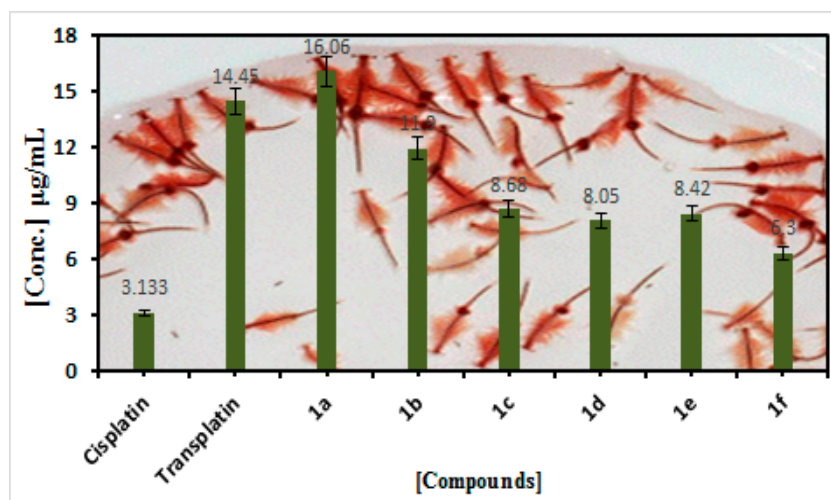 [Conc.] µg/mL
18
15
12
9
6
3
0
3.133
14.45
16.06
11.9
8.68
8.05
8.42
6.3
Cisplatin
Transplatin
1a
1b
1c
1d
1e
1f
[Compounds]